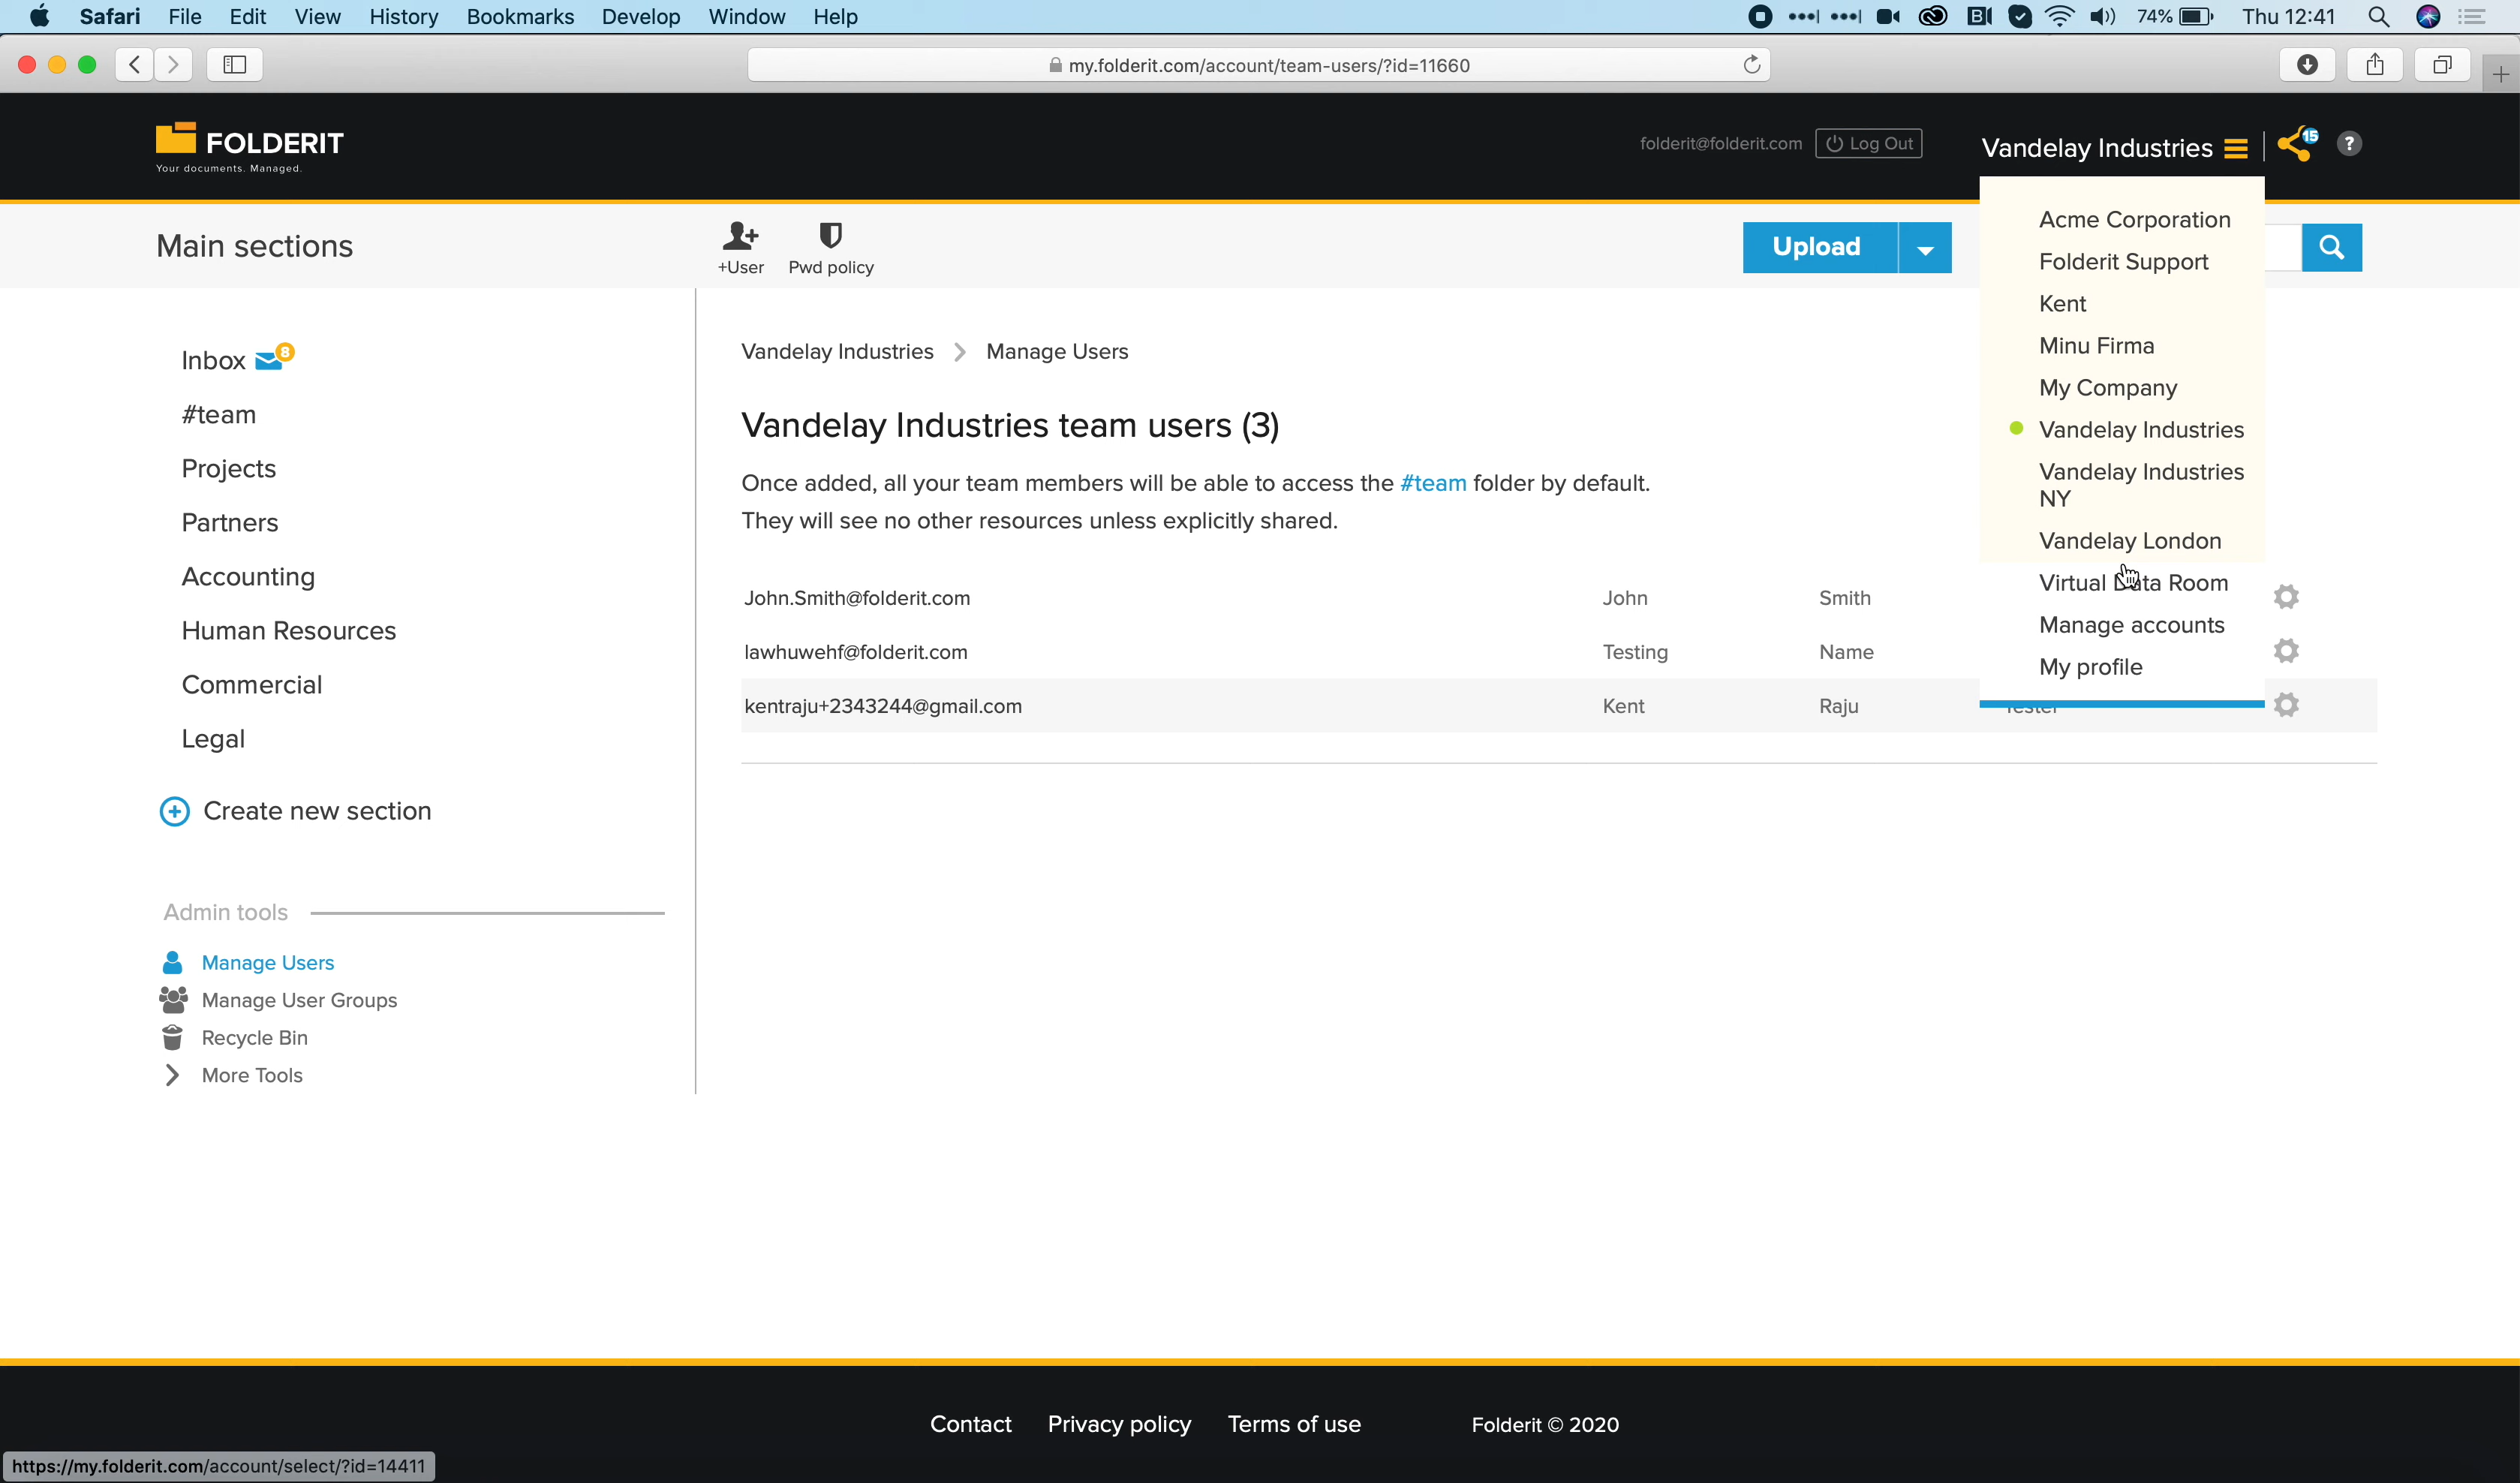 Safari File Edit View History Bookmarks Develop Window Help 74% Thu 12:41
my.folderit.com/account/team-users/?id=11660
FOLDERIT
Your documents. Managed.
folderit@folderit.com Log Out Vandelay Industries 15 ?
Main sections
+User Pwd policy
Upload
Acme Corporation
Folderit Support
Kent
Minu Firma
My Company
Vandelay Industries
Vandelay Industries
NY
Vandelay London
Virtual Data Room
Manage accounts
My profile
Inbox 8
#team
Projects
Partners
Accounting
Human Resources
Commercial
Legal
Create new section
Admin tools
Manage Users
Manage User Groups
Recycle Bin
More Tools
Vandelay Industries Manage Users
Vandelay Industries team users (3)
Once added, all your team members will be able to access the #team folder by default.
They will see no other resources unless explicitly shared.
John.Smith@folderit.com John Smith
lawhuwehf@folderit.com Testing Name
kentraju+2343244@gmail.com Kent Raju Tester
Contact Privacy policy Terms of use Folderit © 2020
https://my.folderit.com/account/select/?id=14411